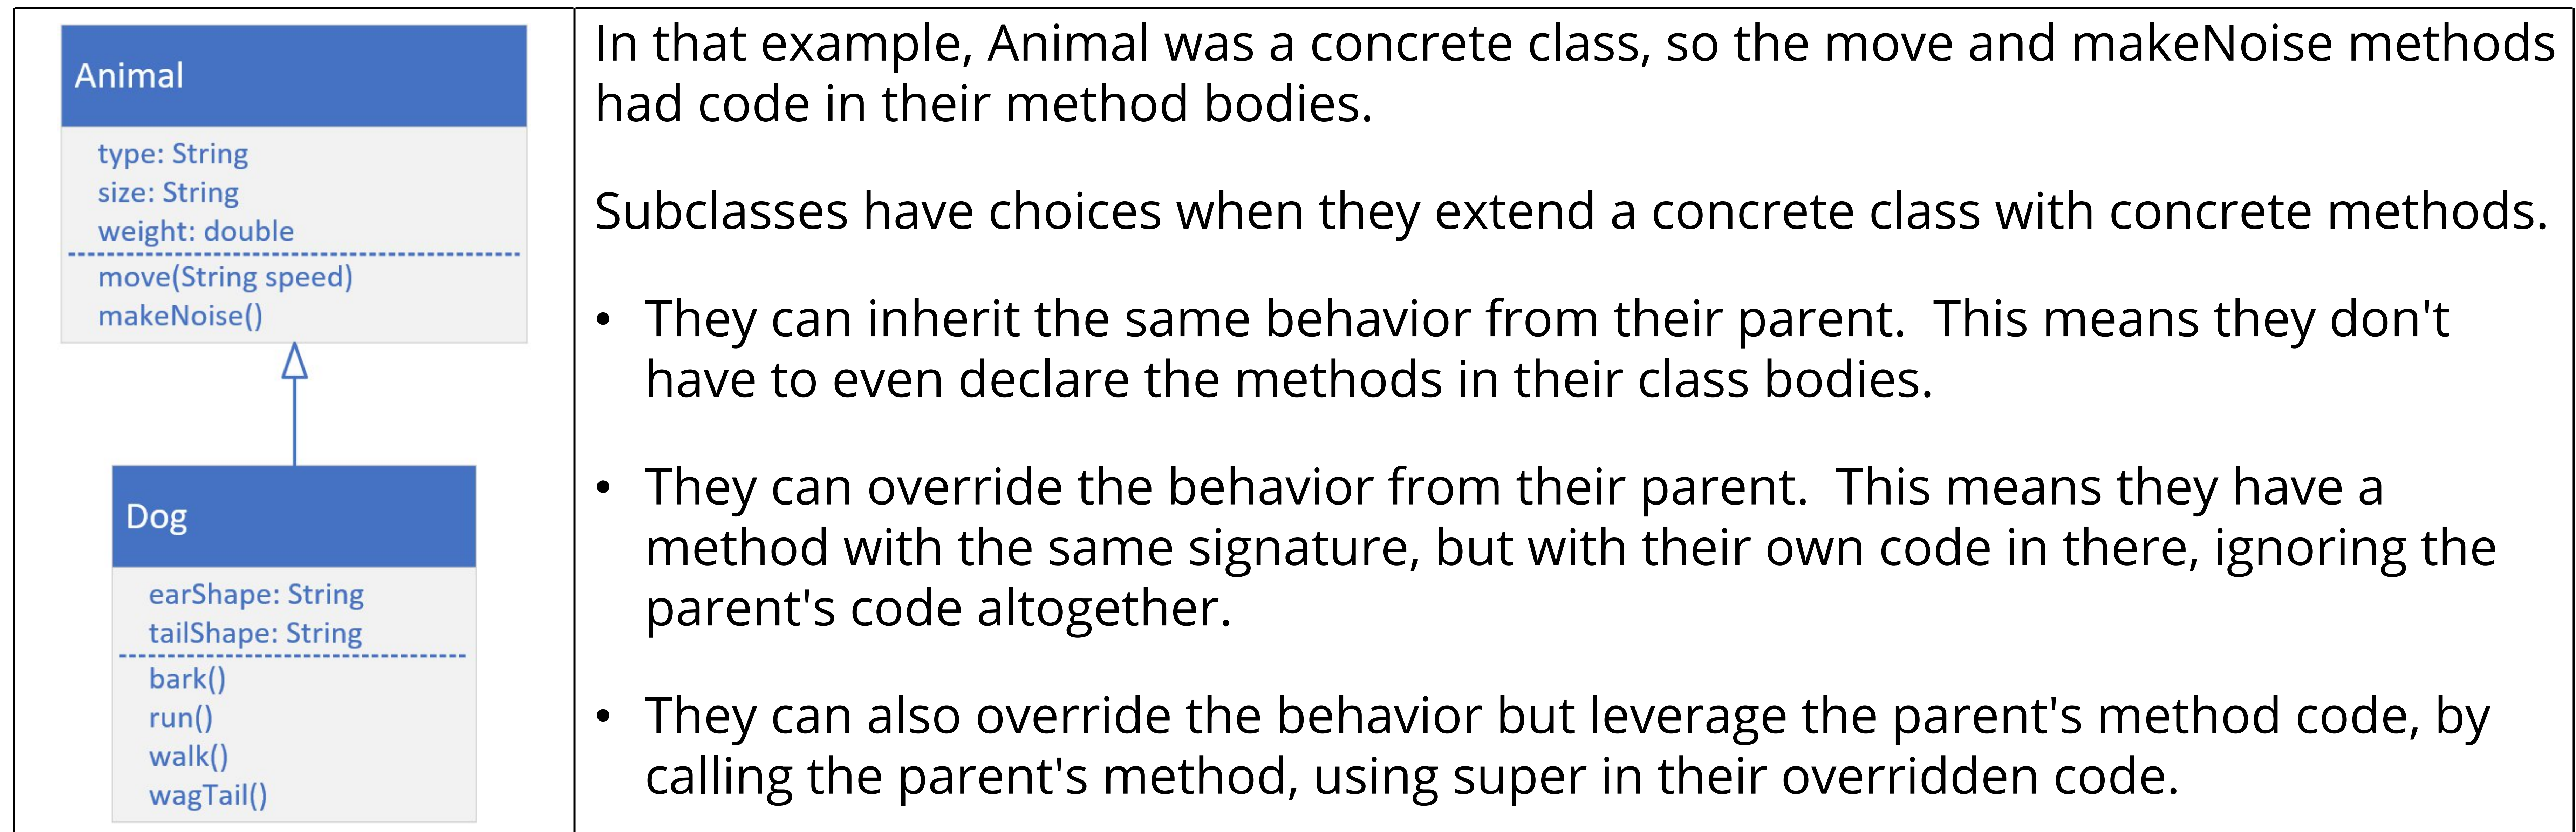 Animal
type: String
size: String
weight: double
move(String speed)
makeNoise()
Dog
earShape: String
tailShape: String
bark()
run()
walk()
wagTail()
In that example, Animal was a concrete class, so the move and makeNoise methods
had code in their method bodies.
Subclasses have choices when they extend a concrete class with concrete methods.
• They can inherit the same behavior from their parent.  This means they don't
have to even declare the methods in their class bodies.
• They can override the behavior from their parent.  This means they have a
method with the same signature, but with their own code in there, ignoring the
parent's code altogether.
• They can also override the behavior but leverage the parent's method code, by
calling the parent's method, using super in their overridden code.